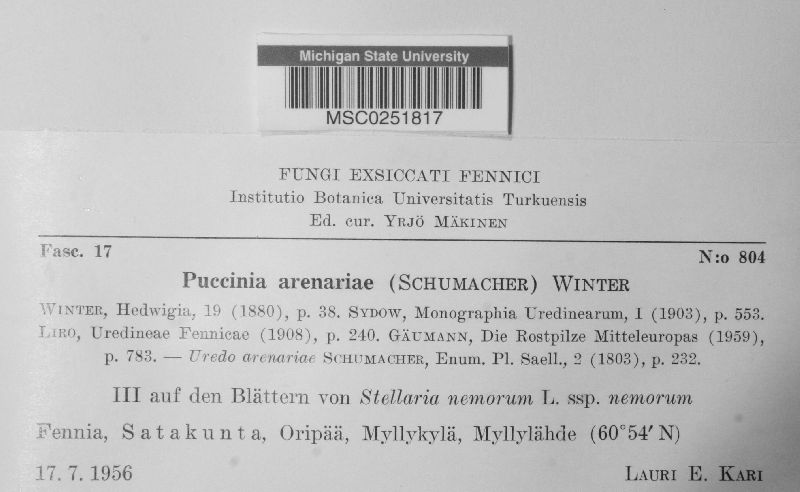 Michigan State University
MSC0251817
FUNGI EXSICCATI FENNICI
Institutio Botanica Universitatis Turkuensis
Ed. cur. YRJÖ MÄKINEN
Fasc. 17 N:o 804
Puccinia arenariae (SCHUMACHER) WINTER
WINTER, Hedwigia, 19 (1880), p. 38. SYDOW, Monographia Uredinearum, I (1903), p. 553.
LIRO, Uredineae Fennicae (1908), p. 240. GÄUMANN, Die Rostpilze Mitteleuropas (1959),
p. 783. — Uredo arenariae SCHUMACHER, Enum. Pl. Saell., 2 (1803), p. 232.
III auf den Blättern von Stellaria nemorum L. ssp. nemorum
Fennia, Satakunta, Oripää, Myllykylä, Myllylähde (60°54′ N)
17. 7. 1956 LAURI E. KARI